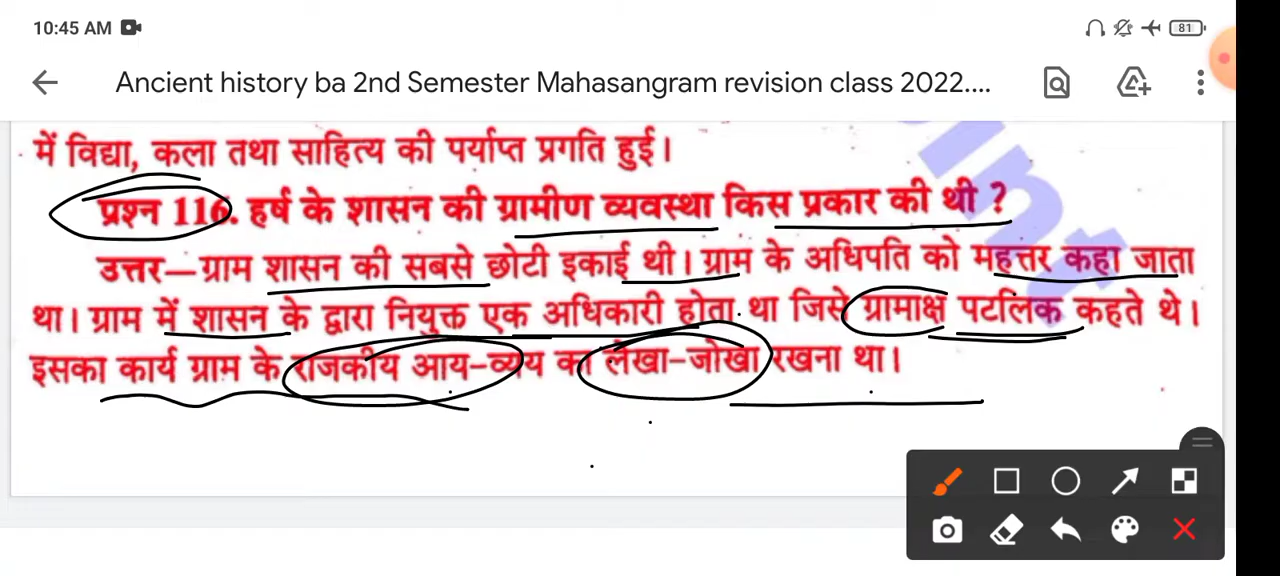 10:45 AM
81
Ancient history ba 2nd Semester Mahasangram revision class 2022....
में विद्या, कला तथा साहित्य की पर्याप्त प्रगति हुई।
प्रश्न 116. हर्ष के शासन की ग्रामीण व्यवस्था किस प्रकार की थी ?
उत्तर—ग्राम शासन की सबसे छोटी इकाई थी। ग्राम के अधिपति को महत्तर कहा जाता
था। ग्राम में शासन के द्वारा नियुक्त एक अधिकारी होता था जिसे ग्रामाक्ष पटलिक कहते थे।
इसका कार्य ग्राम के राजकीय आय-व्यय का लेखा-जोखा रखना था।